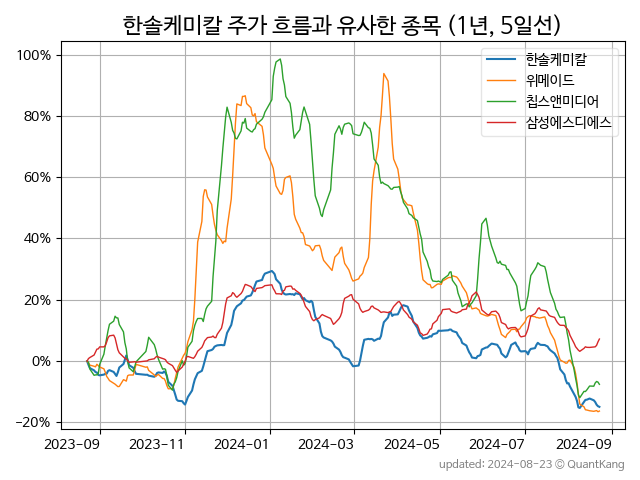 한솔케미칼 주가 흐름과 유사한 종목 (1년, 5일선)
한솔케미칼
위메이드
칩스앤미디어
삼성에스디에스
100%
80%
60%
40%
20%
0%
−20%
2023-09 2023-11 2024-01 2024-03 2024-05 2024-07 2024-09
updated: 2024-08-23 © QuantKang